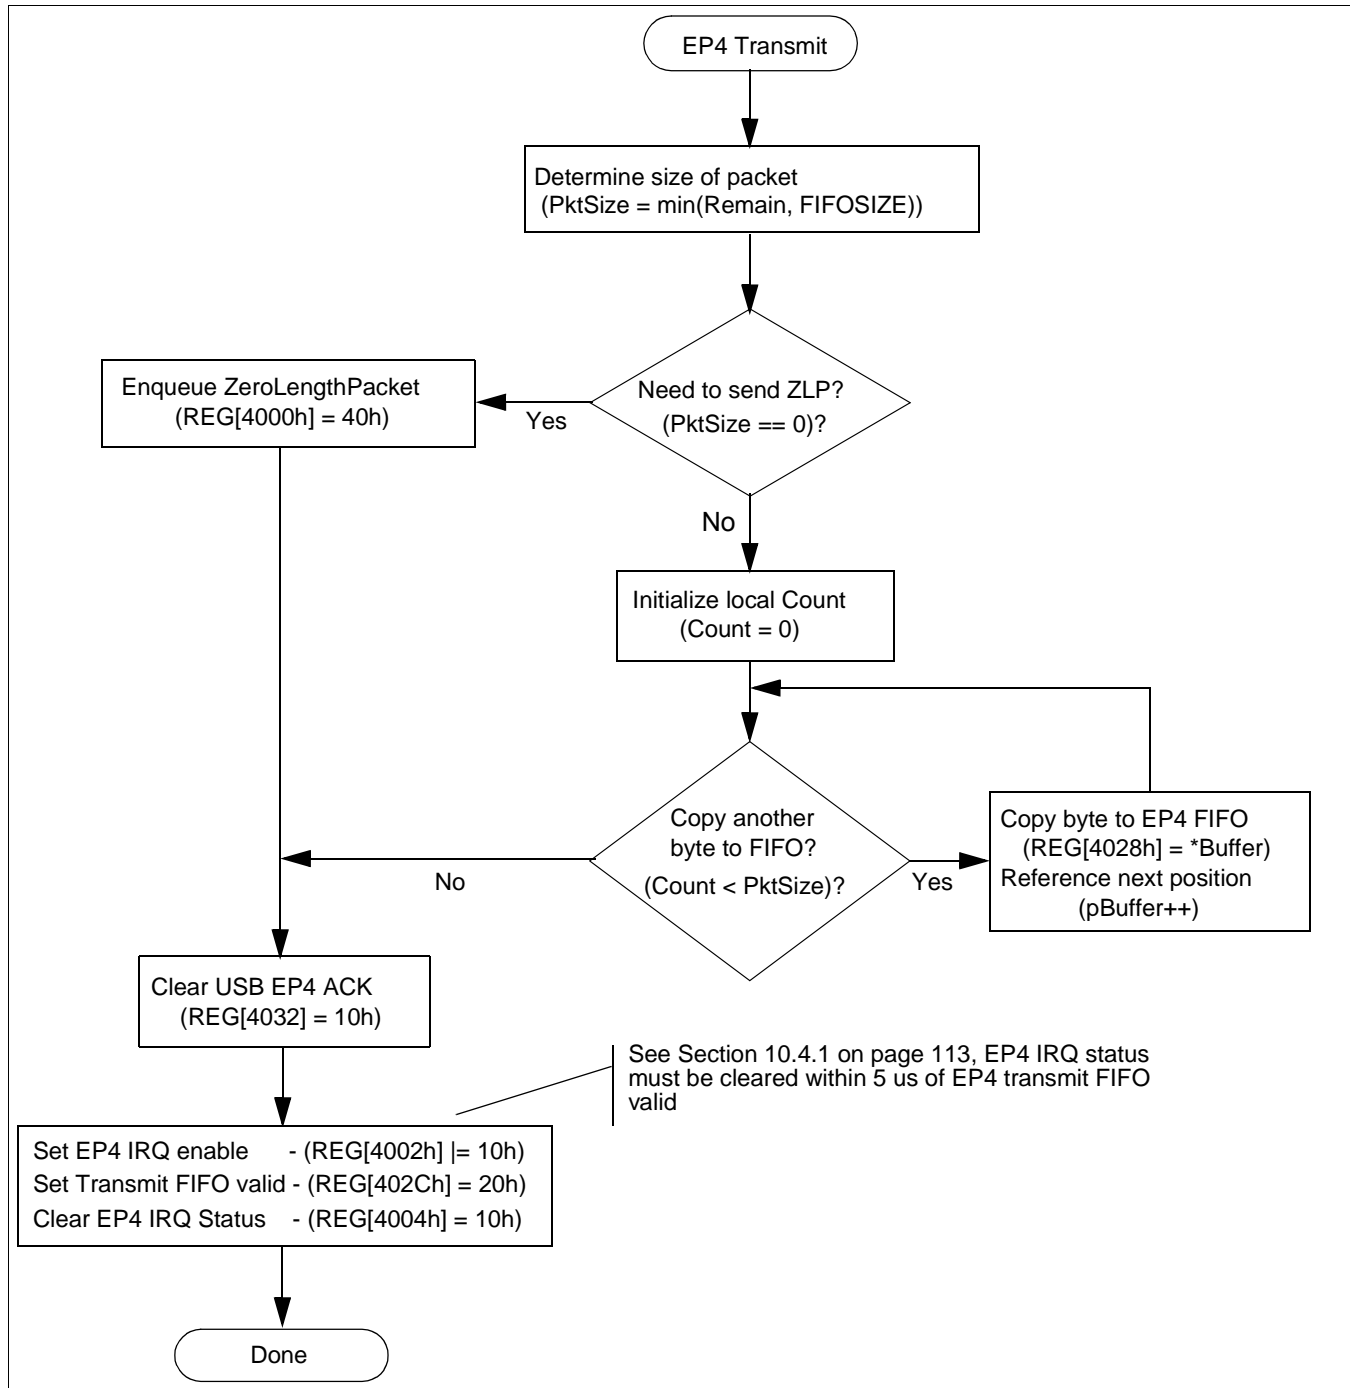 EP4 Transmit
Determine size of packet
(PktSize = min(Remain, FIFOSIZE))
Need to send ZLP?
(PktSize == 0)?
Yes
Enqueue ZeroLengthPacket
(REG[4000h] = 40h)
No
Initialize local Count
(Count = 0)
Copy another
byte to FIFO?
(Count < PktSize)?
Yes
Copy byte to EP4 FIFO
(REG[4028h] = *Buffer)
Reference next position
(pBuffer++)
No
Clear USB EP4 ACK
(REG[4032] = 10h)
See Section 10.4.1 on page 113, EP4 IRQ status
must be cleared within 5 us of EP4 transmit FIFO
valid
Set EP4 IRQ enable - (REG[4002h] |= 10h)
Set Transmit FIFO valid - (REG[402Ch] = 20h)
Clear EP4 IRQ Status - (REG[4004h] = 10h)
Done